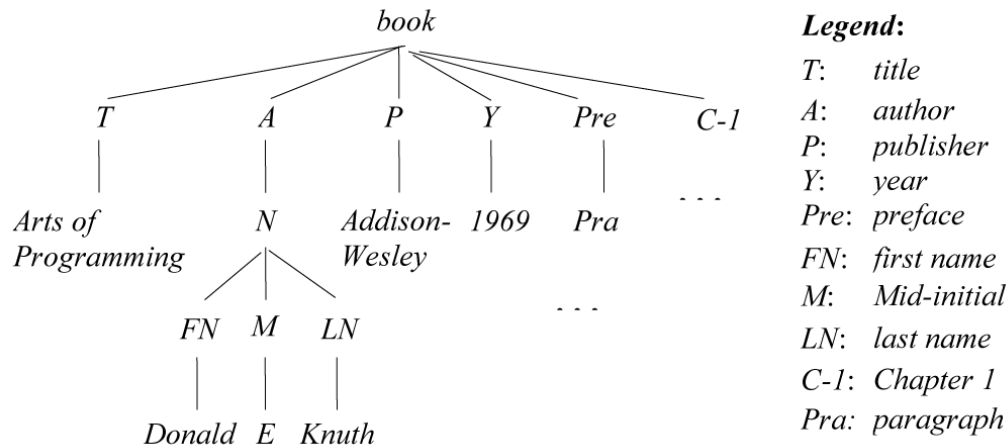 book
Legend:
T: title
T A P Y Pre C-1
A: author
P: publisher
Y: year
Arts of Programming
N
Addison-Wesley
1969
Pra
. . .
Pre: preface
FN: first name
M: Mid-initial
FN M LN
. . .
LN: last name
C-1: Chapter 1
Pra: paragraph
Donald E Knuth